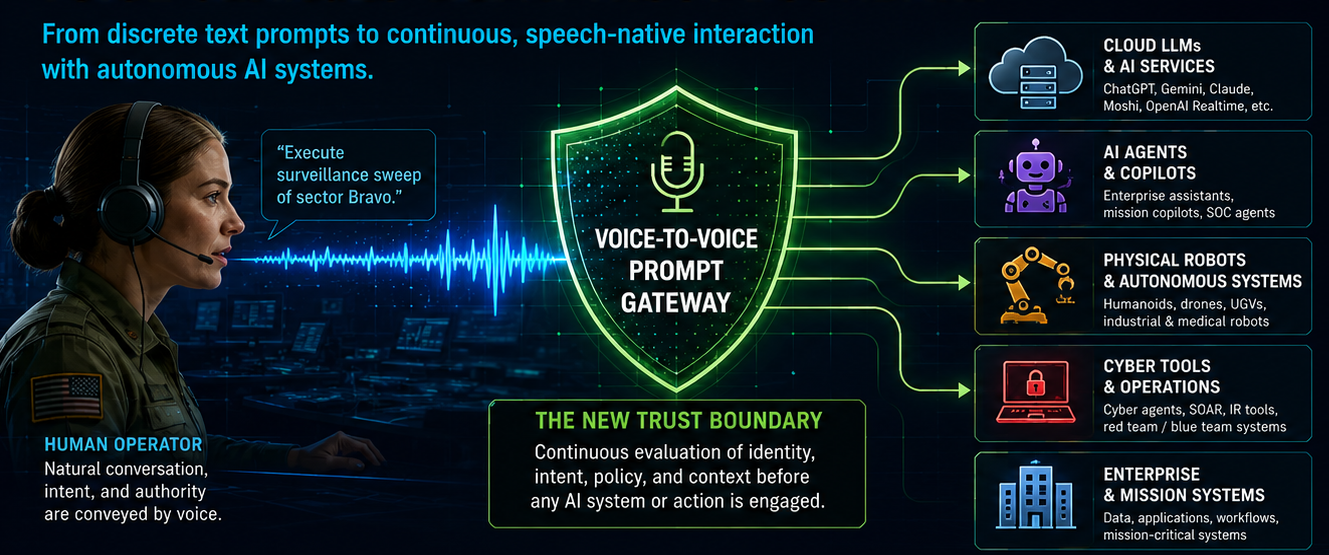 From discrete text prompts to continuous, speech-native interaction
with autonomous AI systems.
“Execute
surveillance sweep
of sector Bravo.”
HUMAN OPERATOR
Natural conversation,
intent, and authority
are conveyed by voice.
VOICE-TO-VOICE
PROMPT
GATEWAY
THE NEW TRUST BOUNDARY
Continuous evaluation of identity,
intent, policy, and context before
any AI system or action is engaged.
CLOUD LLMs
& AI SERVICES
ChatGPT, Gemini, Claude,
Moshi, OpenAI Realtime, etc.
AI AGENTS
& COPILOTS
Enterprise assistants,
mission copilots, SOC agents
PHYSICAL ROBOTS
& AUTONOMOUS SYSTEMS
Humanoids, drones, UGVs,
industrial & medical robots
CYBER TOOLS
& OPERATIONS
Cyber agents, SOAR, IR tools,
red team / blue team systems
ENTERPRISE
& MISSION SYSTEMS
Data, applications, workflows,
mission-critical systems